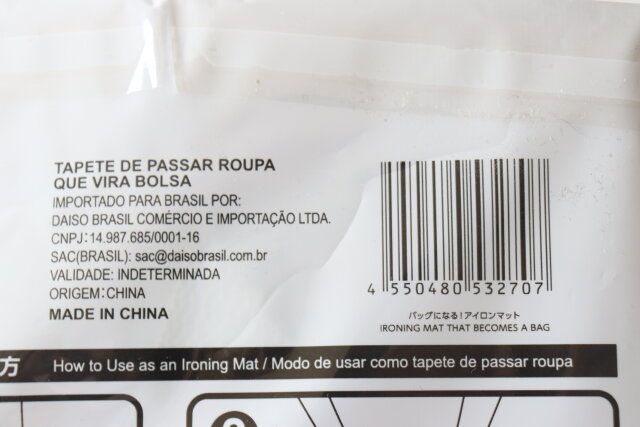 TAPETE DE PASSAR ROUPA
QUE VIRA BOLSA
IMPORTADO PARA BRASIL POR:
DAISO BRASIL COMÉRCIO E IMPORTAÇÃO LTDA.
CNPJ:14.987.685/0001-16
SAC(BRASIL): sac@daisobrasil.com.br
VALIDADE: INDETERMINADA
ORIGEM:CHINA
MADE IN CHINA
4 550480 532707
バッグになる!アイロンマット
IRONING MAT THAT BECOMES A BAG
方 How to Use as an Ironing Mat / Modo de usar como tapete de passar roupa